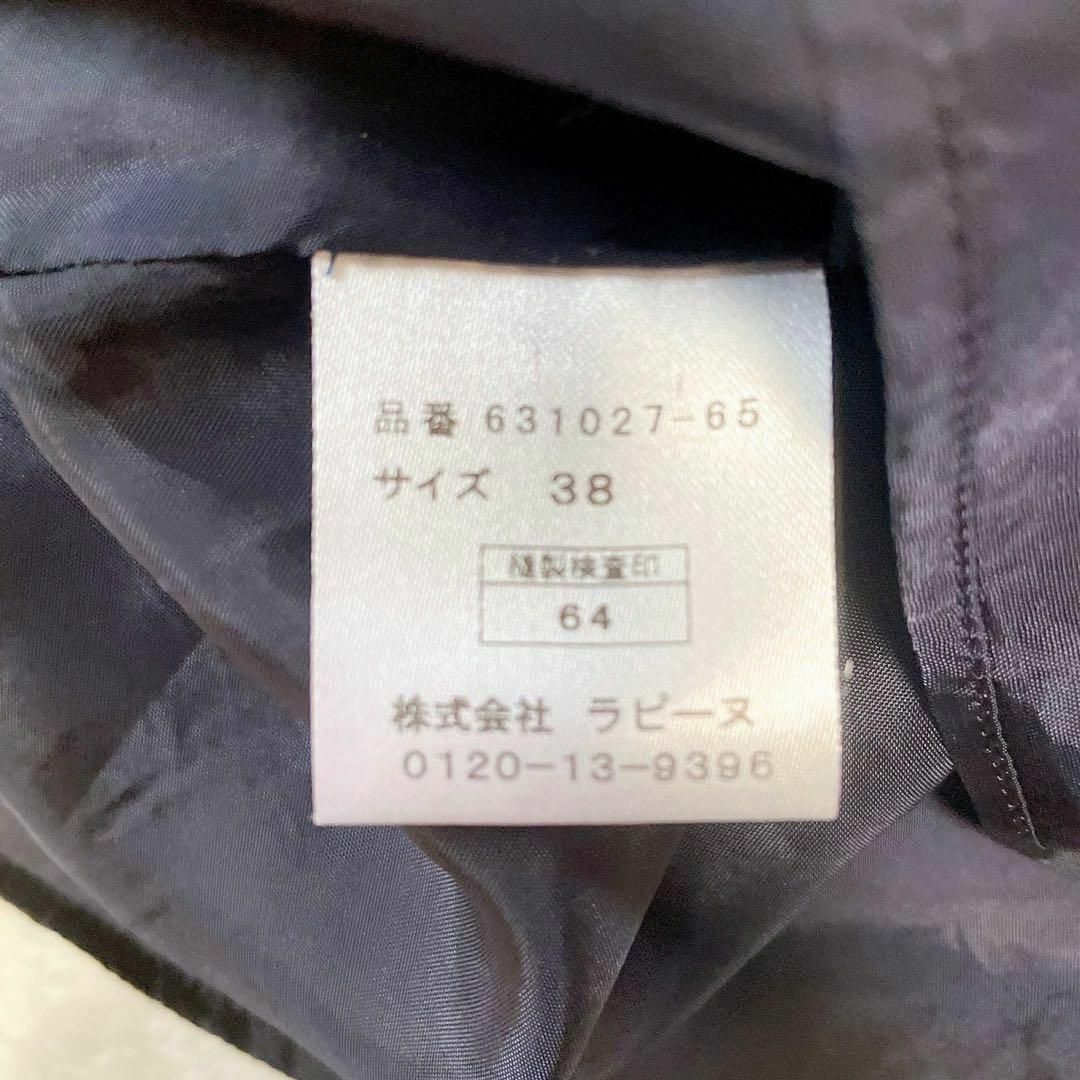 品番 631027-65
サイズ 38
縫製検査印
64
株式会社 ラピーヌ
0120-13-9396